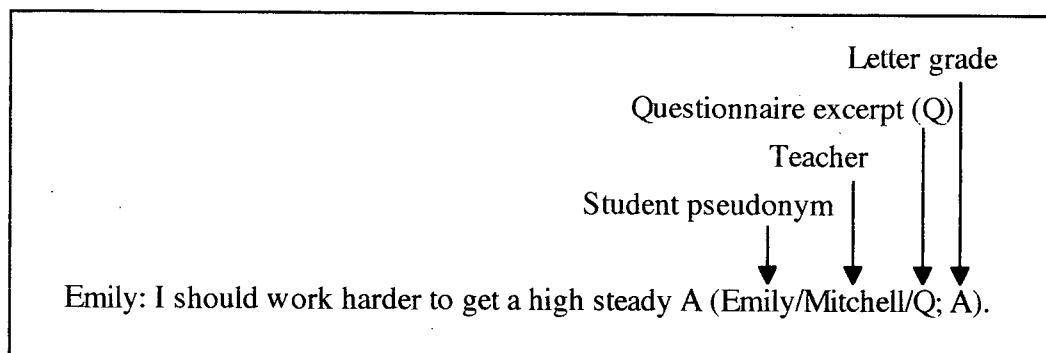 Letter grade
Questionnaire excerpt (Q)
Teacher
Student pseudonym
Emily: I should work harder to get a high steady A (Emily/Mitchell/Q; A).